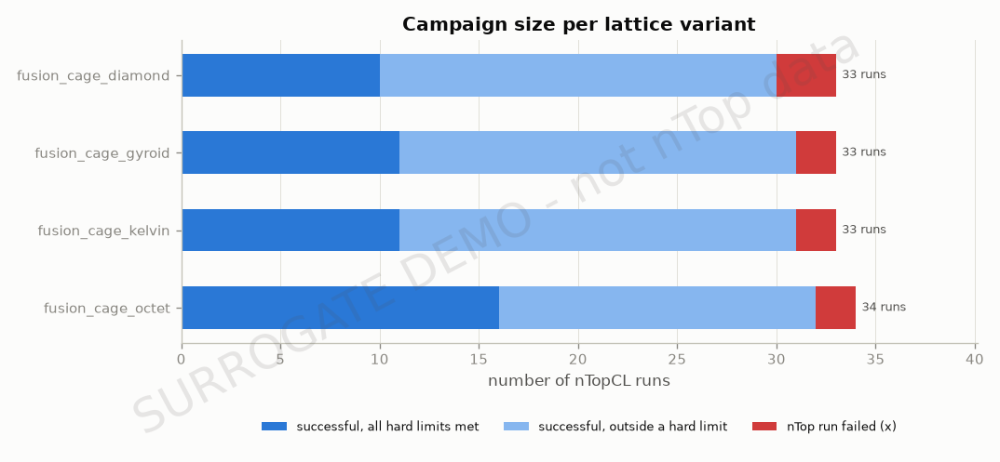 Campaign size per lattice variant
fusion_cage_diamond
33 runs
fusion_cage_gyroid
33 runs
fusion_cage_kelvin
33 runs
fusion_cage_octet
34 runs
0 5 10 15 20 25 30 35 40
number of nTopCL runs
successful, all hard limits met
successful, outside a hard limit
nTop run failed (x)
SURROGATE DEMO - not nTop data